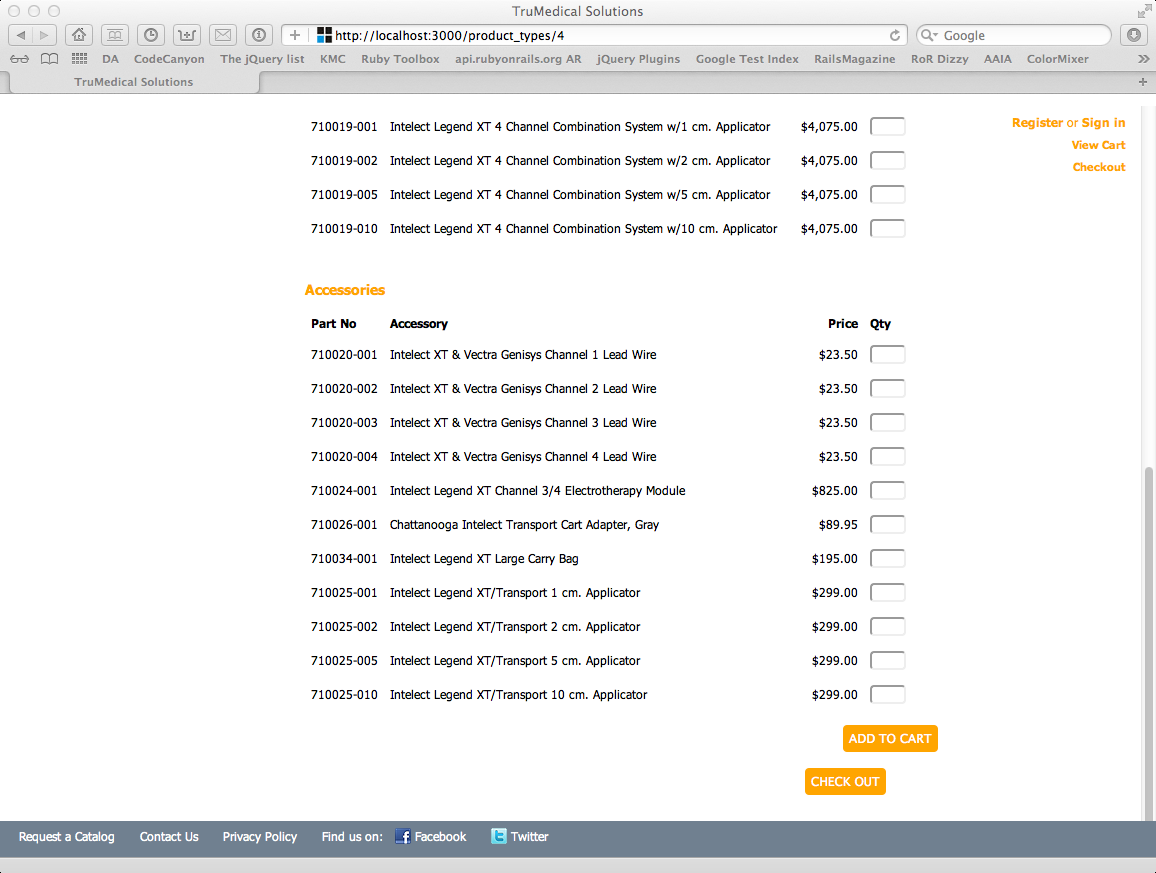 TruMedical Solutions
http://localhost:3000/product_types/4
Google
DA CodeCanyon The jQuery list KMC Ruby Toolbox api.rubyonrails.org AR jQuery Plugins Google Test Index RailsMagazine RoR Dizzy AAIA ColorMixer
TruMedical Solutions
Register or Sign in
View Cart
Checkout
710019-001 Intelect Legend XT 4 Channel Combination System w/1 cm. Applicator $4,075.00
710019-002 Intelect Legend XT 4 Channel Combination System w/2 cm. Applicator $4,075.00
710019-005 Intelect Legend XT 4 Channel Combination System w/5 cm. Applicator $4,075.00
710019-010 Intelect Legend XT 4 Channel Combination System w/10 cm. Applicator $4,075.00
Accessories
Part No Accessory Price Qty
710020-001 Intelect XT & Vectra Genisys Channel 1 Lead Wire $23.50
710020-002 Intelect XT & Vectra Genisys Channel 2 Lead Wire $23.50
710020-003 Intelect XT & Vectra Genisys Channel 3 Lead Wire $23.50
710020-004 Intelect XT & Vectra Genisys Channel 4 Lead Wire $23.50
710024-001 Intelect Legend XT Channel 3/4 Electrotherapy Module $825.00
710026-001 Chattanooga Intelect Transport Cart Adapter, Gray $89.95
710034-001 Intelect Legend XT Large Carry Bag $195.00
710025-001 Intelect Legend XT/Transport 1 cm. Applicator $299.00
710025-002 Intelect Legend XT/Transport 2 cm. Applicator $299.00
710025-005 Intelect Legend XT/Transport 5 cm. Applicator $299.00
710025-010 Intelect Legend XT/Transport 10 cm. Applicator $299.00
ADD TO CART
CHECK OUT
Request a Catalog Contact Us Privacy Policy Find us on: Facebook Twitter